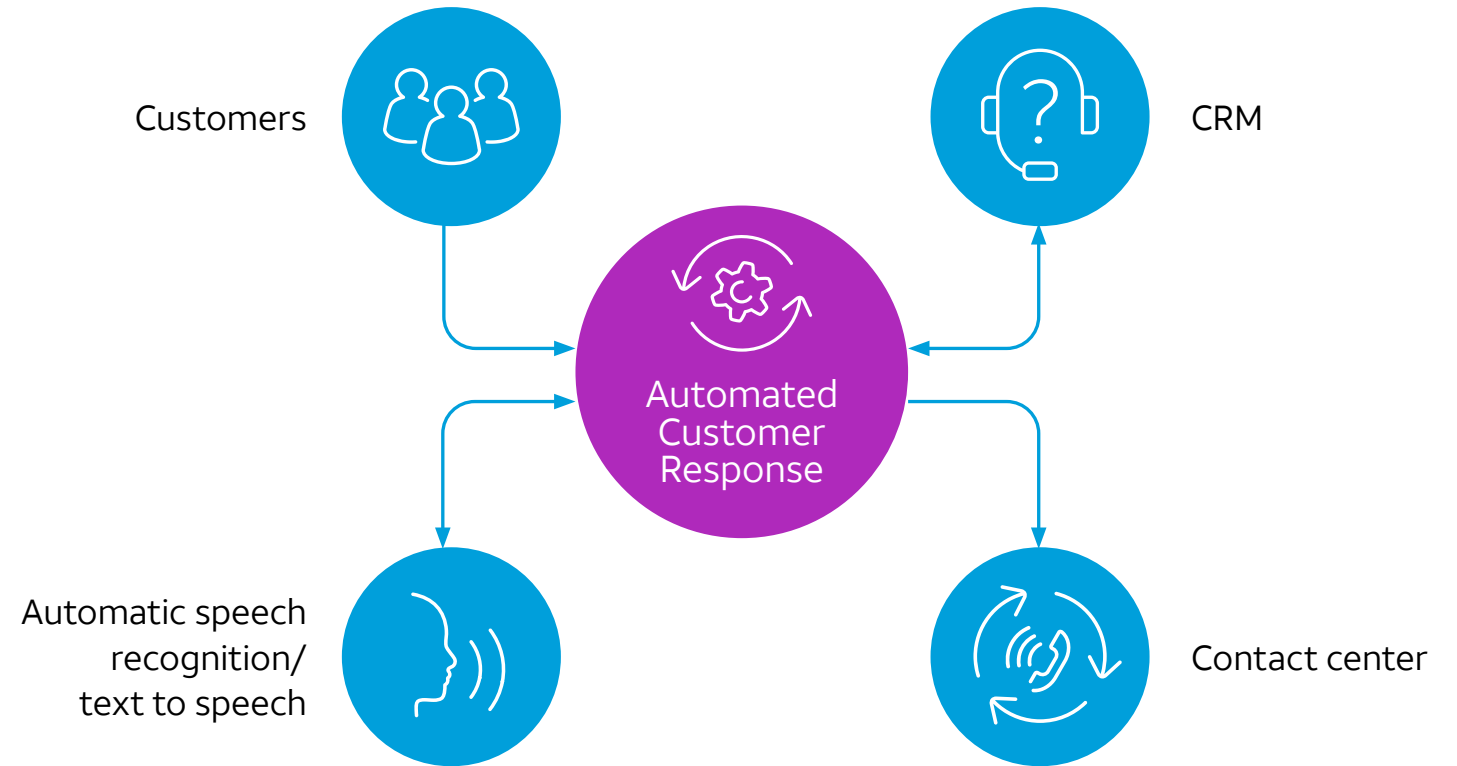 Customers
CRM
Automated
Customer
Response
Automatic speech
recognition/
text to speech
Contact center